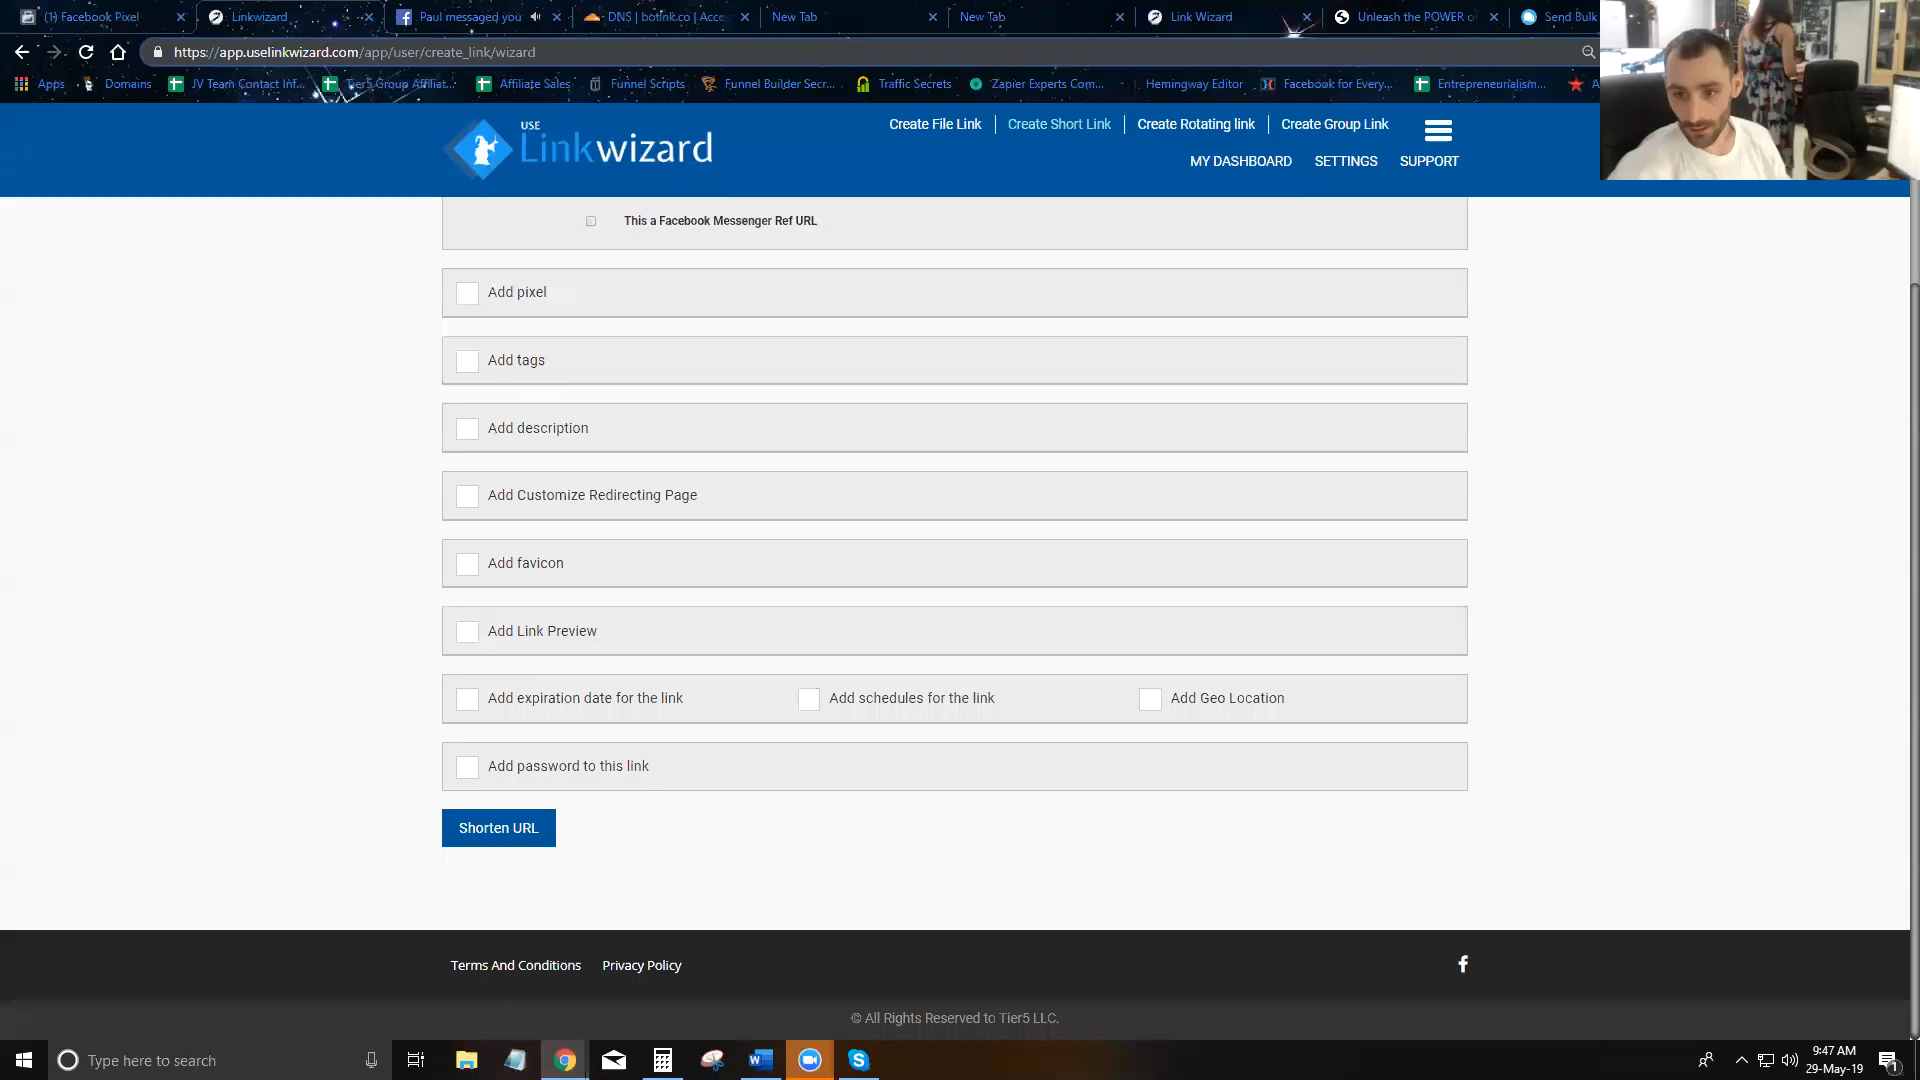 (1) Facebook Pixel
Linkwizard
Paul messaged you
DNS | botlink.co | Acco
New Tab
New Tab
Link Wizard
Unleash the POWER o
Send Bulk
https://app.uselinkwizard.com/app/user/create_link/wizard
Apps
Domains
JV Team Contact Inf...
Tier5 Group Affiliat...
Affiliate Sales
Funnel Scripts
Funnel Builder Secr...
Traffic Secrets
Zapier Experts Com...
Hemingway Editor
Facebook for Every...
Entrepreneurialism...
A
USE
Linkwizard
Create File Link
Create Short Link
Create Rotating link
Create Group Link
MY DASHBOARD
SETTINGS
SUPPORT
This a Facebook Messenger Ref URL
Add pixel
Add tags
Add description
Add Customize Redirecting Page
Add favicon
Add Link Preview
Add expiration date for the link
Add schedules for the link
Add Geo Location
Add password to this link
Shorten URL
Terms And Conditions
Privacy Policy
© All Rights Reserved to Tier5 LLC.
Type here to search
9:47 AM
29-May-19
1